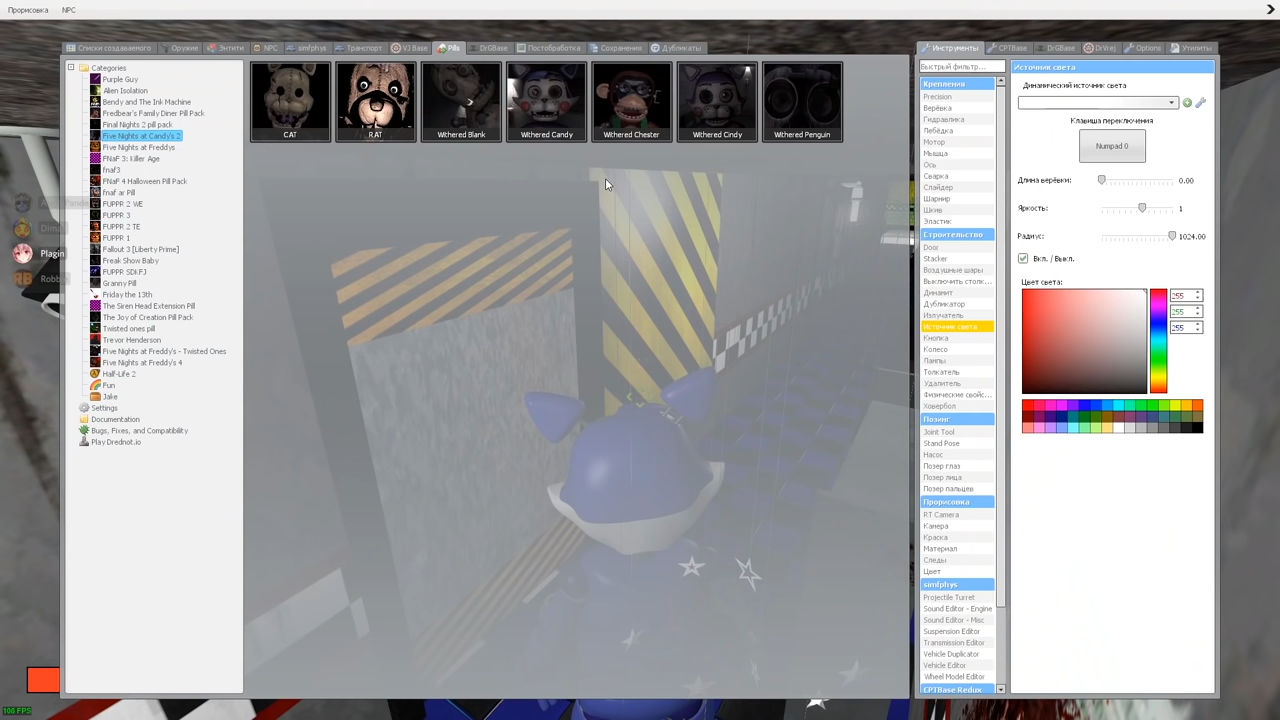 Прорисовка NPC
Списки создаваемого Оружие Энтети NPC simfphys Транспорт VJ Base Pills DrGBase Постобработка Сохранения Дубликаты
Categories
Purple Guy
Alien Isolation
Bendy and The Ink Machine
Fredbear's Family Diner Pill Pack
Final Nights 2 pill pack
Five Nights at Candy's 2
Five Nights at Freddys
FNaF 3: Killer Age
fnaf3
FNAF 4 Halloween Pill Pack
fnaf ar Pill
FUPPR 2 WE
FUPPR 3
FUPPR 2 TE
FUPPR 1
Fallout 3 [Liberty Prime]
Freak Show Baby
FUPPR SDLFJ
Granny Pill
Friday the 13th
The Siren Head Extension Pill
The Joy of Creation Pill Pack
Twisted ones pill
Trevor Henderson
Five Nights at Freddy's - Twisted Ones
Five Nights at Freddy's 4
Half-Life 2
Fun
Jake
Settings
Documentation
Bugs, Fixes, and Compatibility
Play Drednot.io
Plagin
CAT RAT Withered Blank Withered Candy Withered Chester Withered Cindy Withered Penguin
Инструменты CPTBase DrGBase DrVrej Options Утилиты
Быстрый фильтр...
Крепления
Precision
Верёвка
Гидравлика
Лебёдка
Мотор
Мышца
Ось
Сварка
Слайдер
Шарнир
Шкив
Эластик
Строительство
Door
Stacker
Воздушные шары
Выключить столк...
Динамит
Дубликатор
Излучатель
Источник света
Кнопка
Колесо
Лампы
Толкатель
Удалитель
Физические свойс...
Ховербол
Позинг
Joint Tool
Stand Pose
Насос
Позер глаз
Позер лица
Позер пальцев
Прорисовка
RT Camera
Камера
Краска
Материал
Следы
Цвет
simfphys
Projectile Turret
Sound Editor - Engine
Sound Editor - Misc
Suspension Editor
Transmission Editor
Vehicle Duplicator
Vehicle Editor
Wheel Model Editor
CPTBase Redux
Источник света
Динамический источник света
Клавиша переключения
Numpad 0
Длина верёвки: 0.00
Яркость: 1
Радиус: 1024.00
Вкл. / Выкл.
Цвет света:
255
255
255
100 FPS